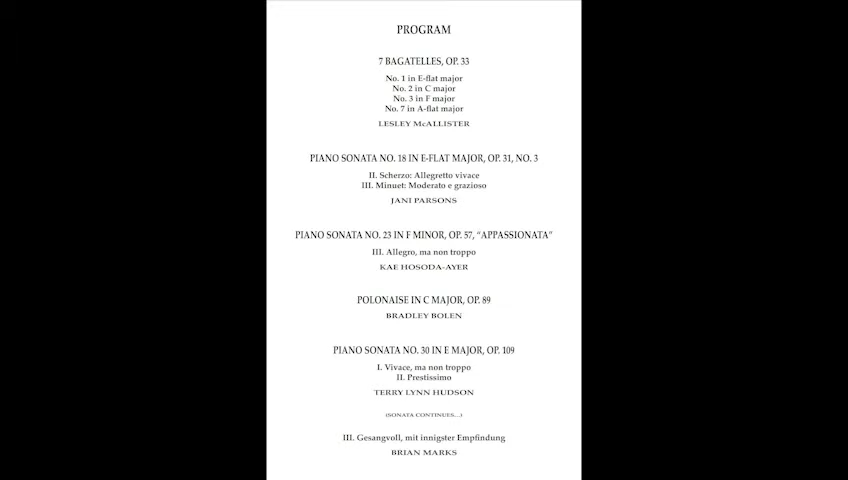 PROGRAM
7 BAGATELLES, OP. 33
No. 1 in E-flat major
No. 2 in C major
No. 3 in F major
No. 7 in A-flat major
LESLEY McALLISTER
PIANO SONATA NO. 18 IN E-FLAT MAJOR, OP. 31, NO. 3
II. Scherzo: Allegretto vivace
III. Minuet: Moderato e grazioso
JANI PARSONS
PIANO SONATA NO. 23 IN F MINOR, OP. 57, “APPASSIONATA”
III. Allegro, ma non troppo
KAE HOSODA-AYER
POLONAISE IN C MAJOR, OP. 89
BRADLEY BOLEN
PIANO SONATA NO. 30 IN E MAJOR, OP. 109
I. Vivace, ma non troppo
II. Prestissimo
TERRY LYNN HUDSON
(SONATA CONTINUES...)
III. Gesangvoll, mit innigster Empfindung
BRIAN MARKS